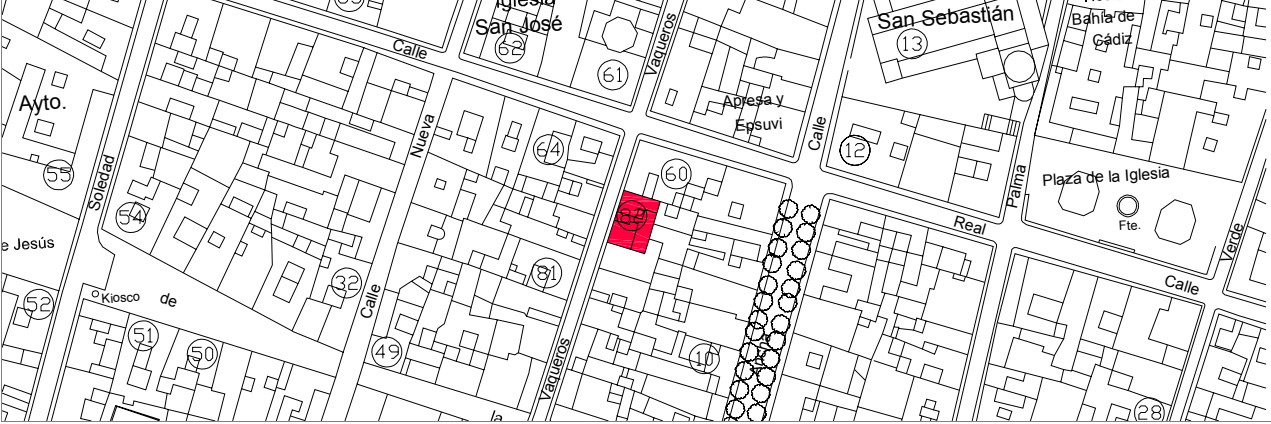 Iglesia
San José
62
61
Vaqueros
Calle
San Sebastián
13
Bahía de
Cádiz
Ayto.
Apresa y
Epsuvi
Calle
12
Nueva
64
60
55
Soledad
54
Palma
Plaza de la Iglesia
Fte.
Real
Verde
e Jesús
81
32
Calle
Calle
52
Kiosco
de
51
50
49
Vaqueros
10
la
28